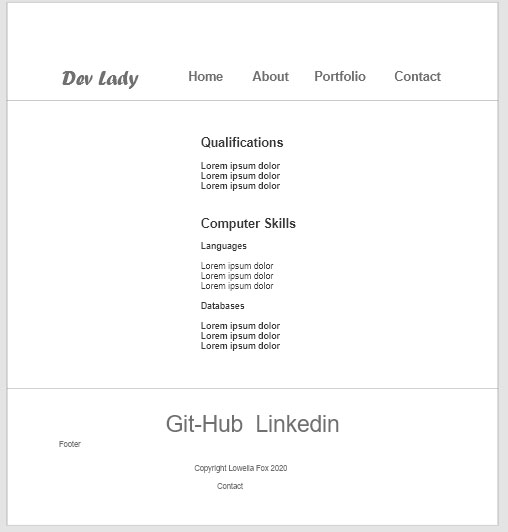 Dev Lady Home About Portfolio Contact
Qualifications
Lorem ipsum dolor
Lorem ipsum dolor
Lorem ipsum dolor
Computer Skills
Languages
Lorem ipsum dolor
Lorem ipsum dolor
Lorem ipsum dolor
Databases
Lorem ipsum dolor
Lorem ipsum dolor
Lorem ipsum dolor
Git-Hub Linkedin
Footer
Copyright Lowella Fox 2020
Contact